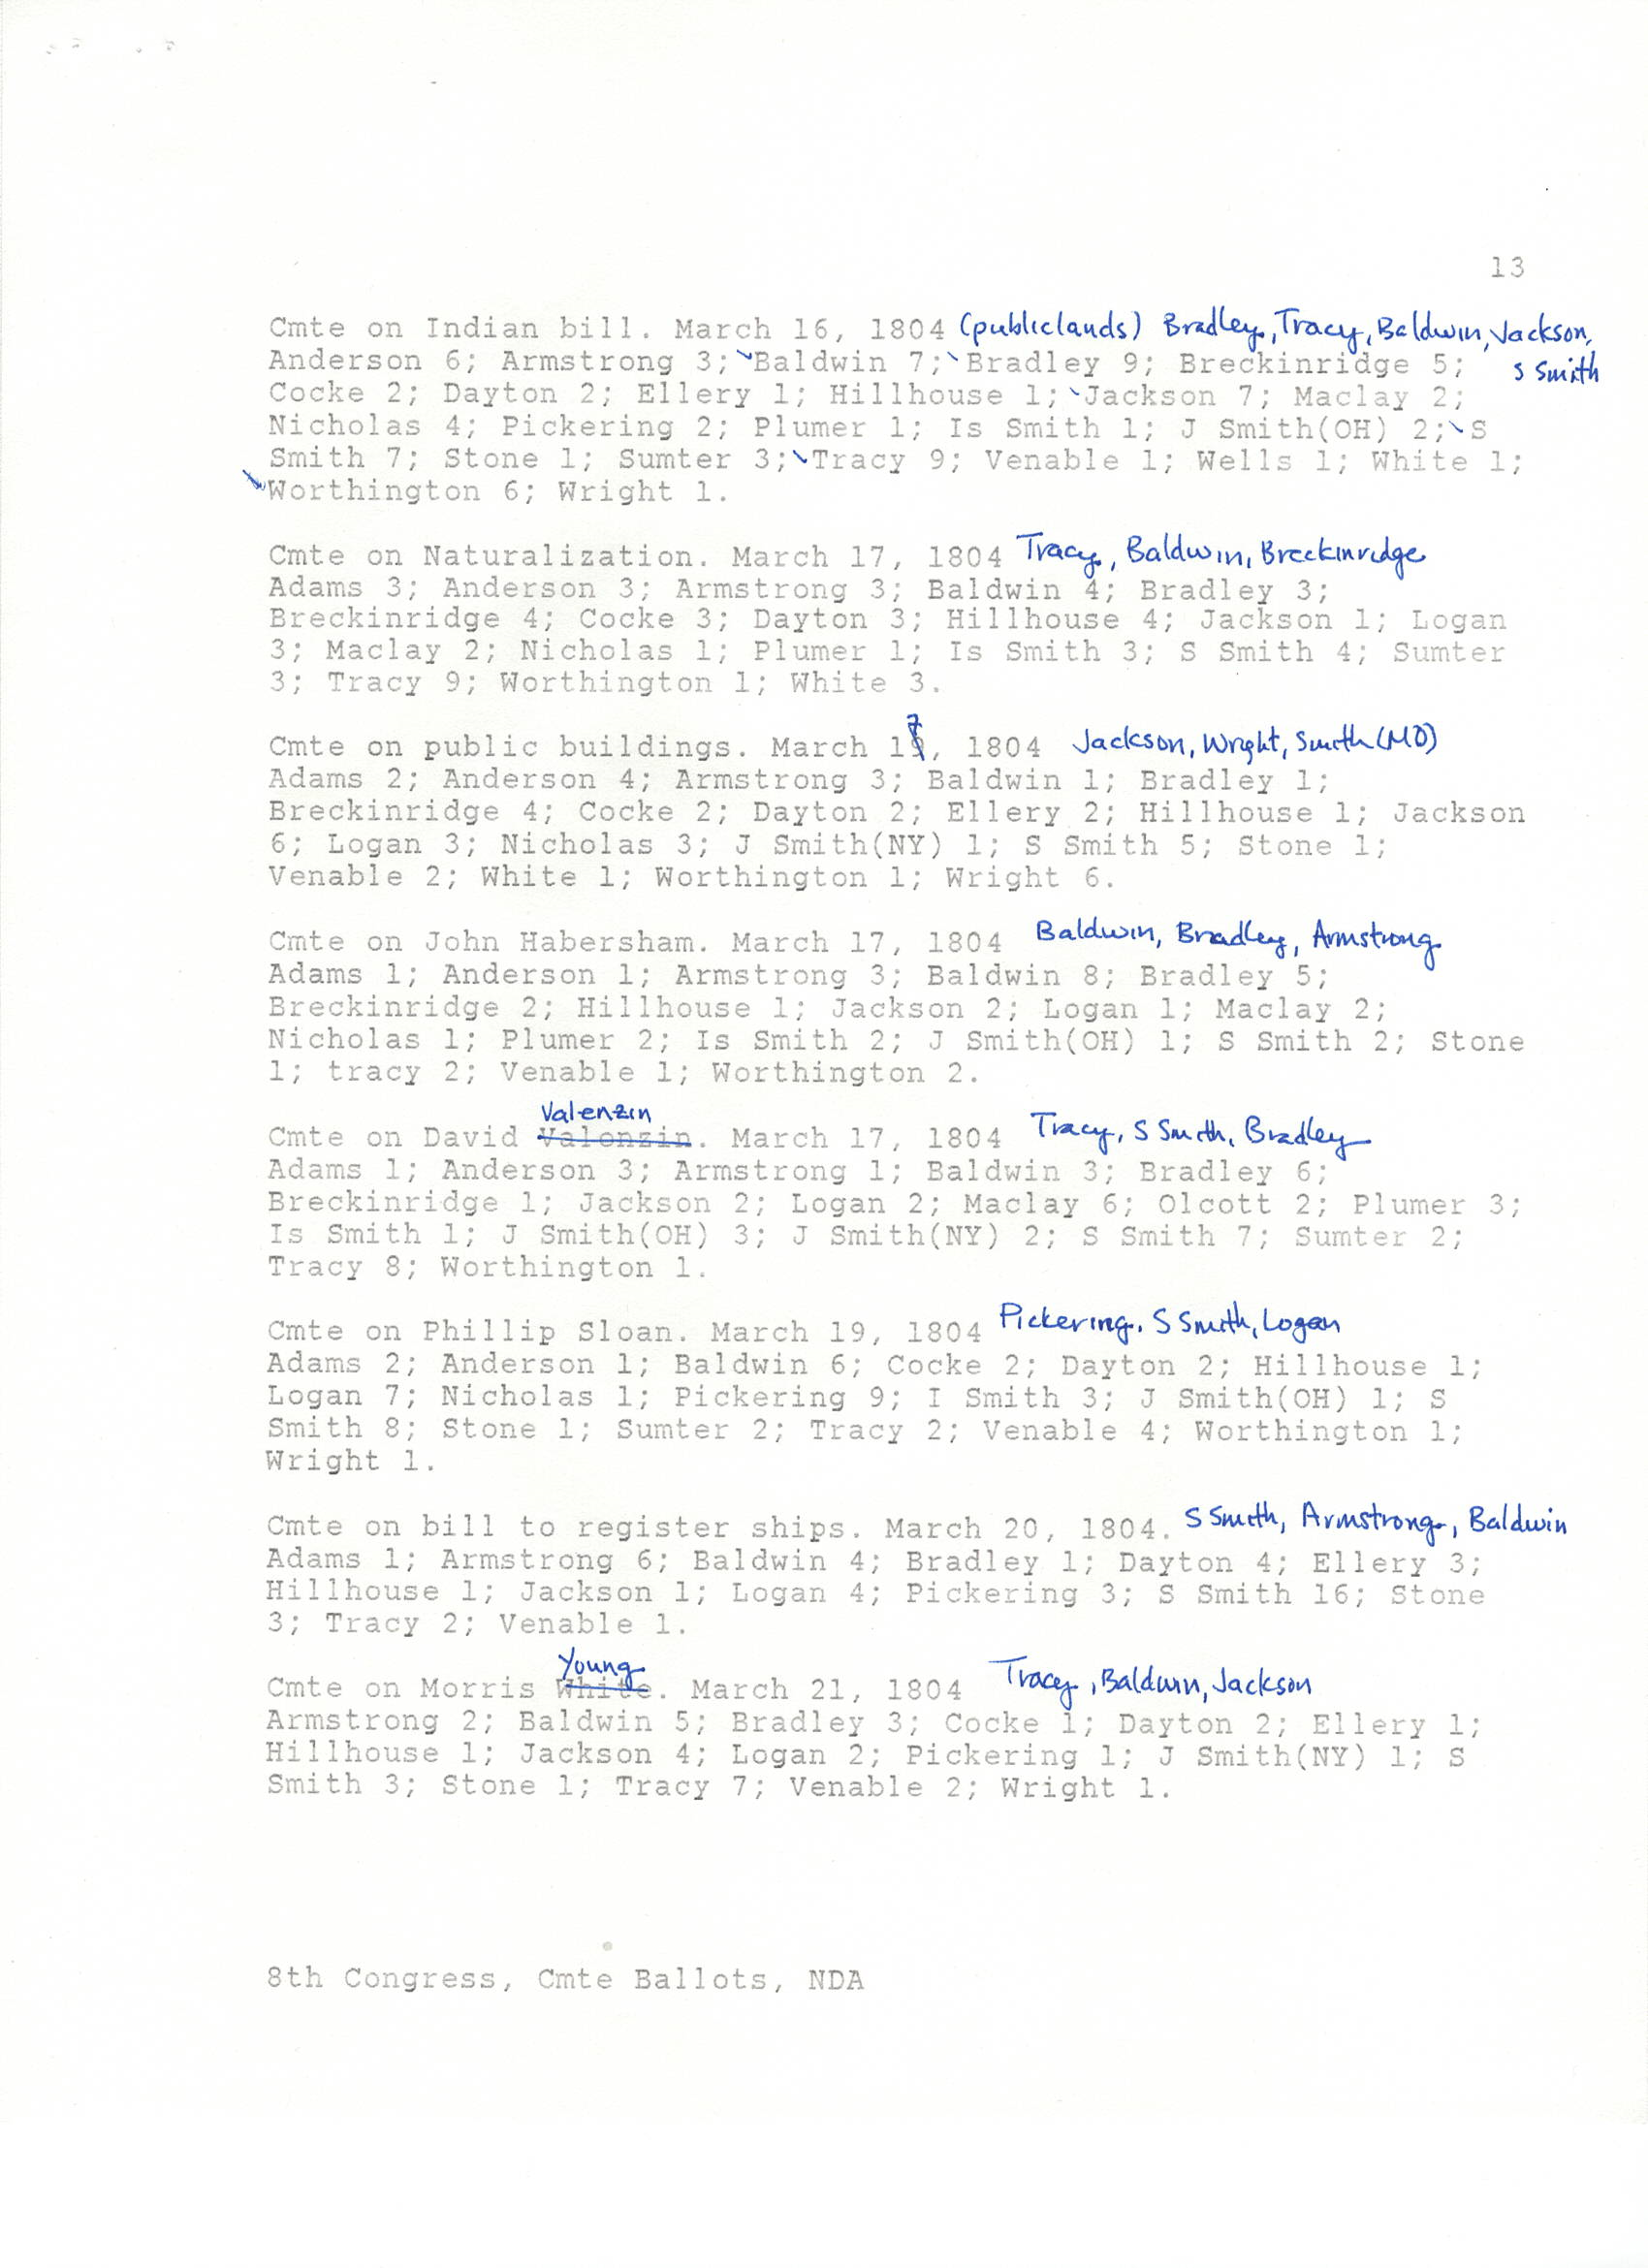 13
Cmte on Indian bill. March 16, 1804 (public lands) Bradley, Tracy, Baldwin, Jackson,
S Smith
Anderson 6; Armstrong 3; Baldwin 7; Bradley 9; Breckinridge 5;
Cocke 2; Dayton 2; Ellery 1; Hillhouse 1; Jackson 7; Maclay 2;
Nicholas 4; Pickering 2; Plumer 1; Is Smith 1; J Smith(OH) 2; S
Smith 7; Stone 1; Sumter 3; Tracy 9; Venable 1; Wells 1; White 1;
Worthington 6; Wright 1.
Cmte on Naturalization. March 17, 1804 Tracy, Baldwin, Breckinridge
Adams 3; Anderson 3; Armstrong 3; Baldwin 4; Bradley 3;
Breckinridge 4; Cocke 3; Dayton 3; Hillhouse 4; Jackson 1; Logan
3; Maclay 2; Nicholas 1; Plumer 1; Is Smith 3; S Smith 4; Sumter
3; Tracy 9; Worthington 1; White 3.
Cmte on public buildings. March 17, 1804 Jackson, Wright, Smith (MD)
Adams 2; Anderson 4; Armstrong 3; Baldwin 1; Bradley 1;
Breckinridge 4; Cocke 2; Dayton 2; Ellery 2; Hillhouse 1; Jackson
6; Logan 3; Nicholas 3; J Smith(NY) 1; S Smith 5; Stone 1;
Venable 2; White 1; Worthington 1; Wright 6.
Cmte on John Habersham. March 17, 1804 Baldwin, Bradley, Armstrong
Adams 1; Anderson 1; Armstrong 3; Baldwin 8; Bradley 5;
Breckinridge 2; Hillhouse 1; Jackson 2; Logan 1; Maclay 2;
Nicholas 1; Plumer 2; Is Smith 2; J Smith(OH) 1; S Smith 2; Stone
1; tracy 2; Venable 1; Worthington 2.
Valenzin
Cmte on David Valonzin. March 17, 1804 Tracy, S Smith, Bradley
Adams 1; Anderson 3; Armstrong 1; Baldwin 3; Bradley 6;
Breckinridge 1; Jackson 2; Logan 2; Maclay 6; Olcott 2; Plumer 3;
Is Smith 1; J Smith(OH) 3; J Smith(NY) 2; S Smith 7; Sumter 2;
Tracy 8; Worthington 1.
Cmte on Phillip Sloan. March 19, 1804 Pickering, S Smith, Logan
Adams 2; Anderson 1; Baldwin 6; Cocke 2; Dayton 2; Hillhouse 1;
Logan 7; Nicholas 1; Pickering 9; I Smith 3; J Smith(OH) 1; S
Smith 8; Stone 1; Sumter 2; Tracy 2; Venable 4; Worthington 1;
Wright 1.
Cmte on bill to register ships. March 20, 1804. S Smith, Armstrong, Baldwin
Adams 1; Armstrong 6; Baldwin 4; Bradley 1; Dayton 4; Ellery 3;
Hillhouse 1; Jackson 1; Logan 4; Pickering 3; S Smith 16; Stone
3; Tracy 2; Venable 1.
Young
Cmte on Morris White. March 21, 1804 Tracy, Baldwin, Jackson
Armstrong 2; Baldwin 5; Bradley 3; Cocke 1; Dayton 2; Ellery 1;
Hillhouse 1; Jackson 4; Logan 2; Pickering 1; J Smith(NY) 1; S
Smith 3; Stone 1; Tracy 7; Venable 2; Wright 1.
8th Congress, Cmte Ballots, NDA